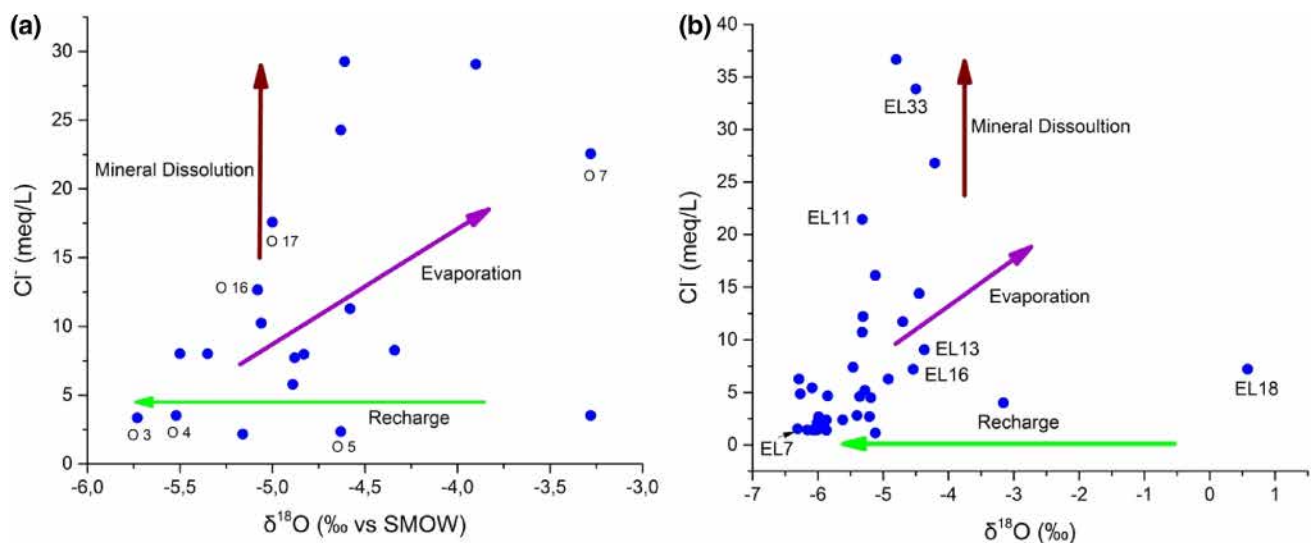 (a)
30
25
20
15
10
5
0
Cl⁻ (meq/L)
Mineral Dissolution
O 7
O 17
O 16
Evaporation
Recharge
O 3
O 4
O 5
-6,0
-5,5
-5,0
-4,5
-4,0
-3,5
-3,0
δ¹⁸O (‰ vs SMOW)
(b)
40
35
30
25
20
15
10
5
0
Cl⁻ (meq/L)
EL33
Mineral Dissoultion
EL11
Evaporation
EL13
EL16
EL18
Recharge
EL7
-7
-6
-5
-4
-3
-2
-1
0
1
δ¹⁸O (‰)